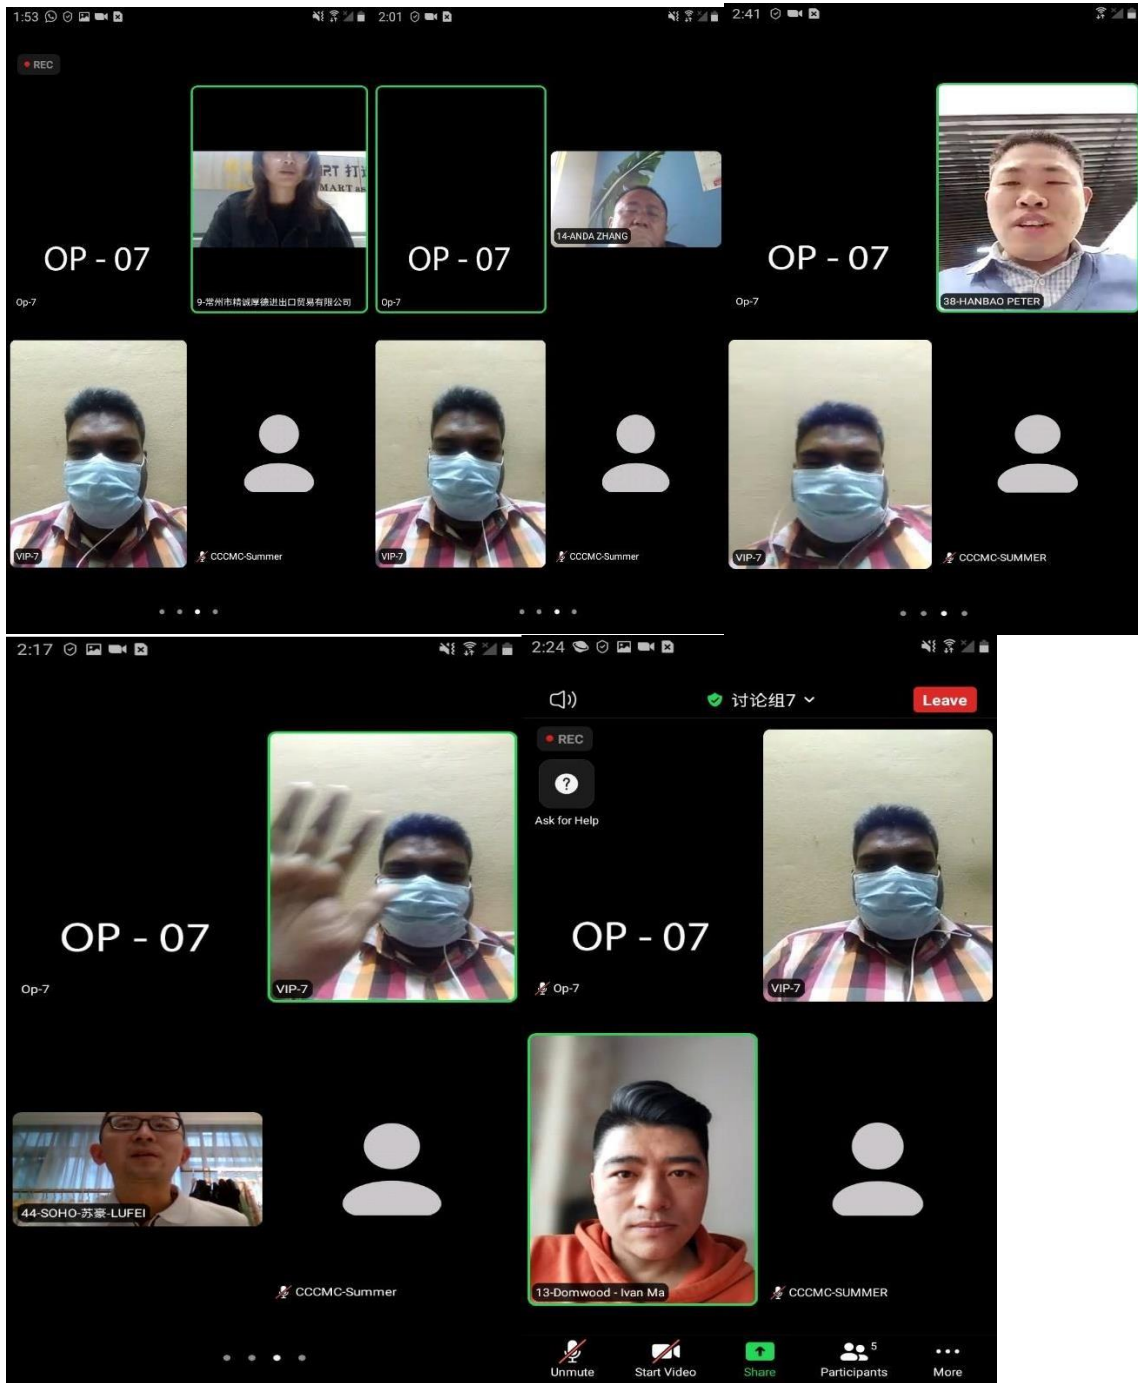 1:53
REC
OP - 07
Op-7
RT 打
MART
9-常州市精诚厚德进出口贸易有限公司
VIP-7
CCCMC-Summer
2:01
OP - 07
Op-7
14-ANDA ZHANG
VIP-7
CCCMC-Summer
2:41
OP - 07
Op-7
38-HANBAO PETER
VIP-7
CCCMC-SUMMER
2:17
OP - 07
Op-7
VIP-7
44-SOHO-苏豪-LUFEI
CCCMC-Summer
2:24
讨论组7
Leave
REC
Ask for Help
OP - 07
Op-7
VIP-7
13-Domwood - Ivan Ma
CCCMC-SUMMER
5
Unmute
Start Video
Share
Participants
More